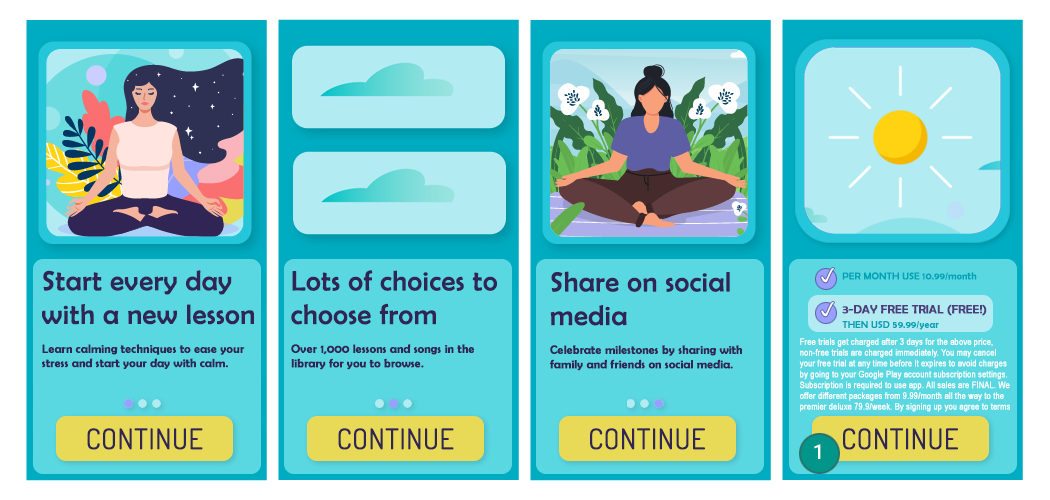 Start every day
with a new lesson
Learn calming techniques to ease your
stress and start your day with calm.
CONTINUE
Lots of choices to
choose from
Over 1,000 lessons and songs in the
library for you to browse.
CONTINUE
Share on social
media
Celebrate milestones by sharing with
family and friends on social media.
CONTINUE
PER MONTH USE 10.99/month
3-DAY FREE TRIAL (FREE!)
THEN USD 59.99/year
Free trials get charged after 3 days for the above price,
non-free trials are charged immediately. You may cancel
your free trial at any time before it expires to avoid charges
by going to your Google Play account subscription settings.
Subscription is required to use app. All sales are FINAL. We
offer different packages from 9.99/month all the way to the
premier deluxe 79.9/week. By signing up you agree to terms
CONTINUE
1